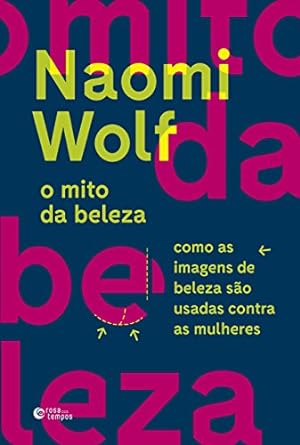 o mito
da
be
leza
Naomi
Wolf
o mito
da beleza
como as
imagens de
beleza são
usadas contra
as mulheres
rosa dos
tempos